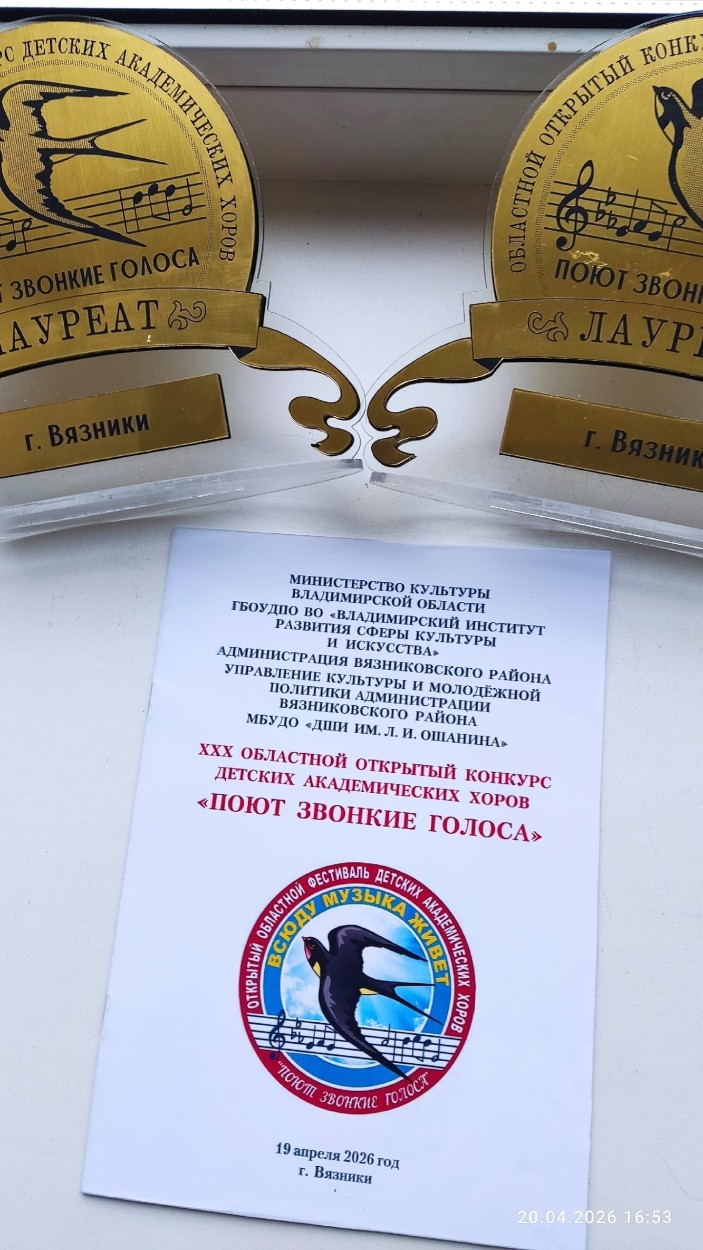 РС ДЕТСКИХ АКАДЕМИЧЕСКИХ ХОРОВ
ЗВОНКИЕ ГОЛОСА
ЛАУРЕАТ
г. Вязники
ОБЛАСТНОЙ ОТКРЫТЫЙ КОНКУ
ПОЮТ ЗВОН
ЛАУРЕ
г. Вязник
МИНИСТЕРСТВО КУЛЬТУРЫ
ВЛАДИМИРСКОЙ ОБЛАСТИ
ГБОУДПО ВО «ВЛАДИМИРСКИЙ ИНСТИТУТ
РАЗВИТИЯ СФЕРЫ КУЛЬТУРЫ
И ИСКУССТВА»
АДМИНИСТРАЦИЯ ВЯЗНИКОВСКОГО РАЙОНА
УПРАВЛЕНИЕ КУЛЬТУРЫ И МОЛОДЁЖНОЙ
ПОЛИТИКИ АДМИНИСТРАЦИИ
ВЯЗНИКОВСКОГО РАЙОНА
МБУДО «ДШИ ИМ. Л. И. ОШАНИНА»
XXX ОБЛАСТНОЙ ОТКРЫТЫЙ КОНКУРС
ДЕТСКИХ АКАДЕМИЧЕСКИХ ХОРОВ
«ПОЮТ ЗВОНКИЕ ГОЛОСА»
ОТКРЫТЫЙ ОБЛАСТНОЙ ФЕСТИВАЛЬ ДЕТСКИХ АКАДЕМИЧЕСКИХ ХОРОВ
ВСЮДУ МУЗЫКА ЖИВЕТ
"ПОЮТ ЗВОНКИЕ ГОЛОСА"
19 апреля 2026 год
г. Вязники
20.04.2026 16:53